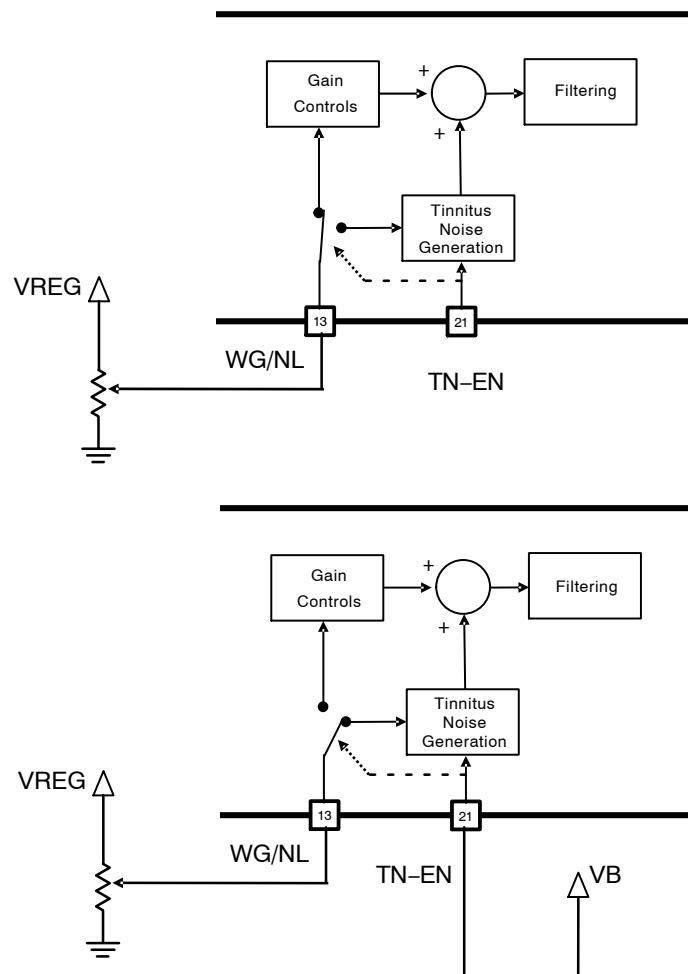 +
Gain
Controls
Filtering
+
Tinnitus
Noise
Generation
VREG
13
21
WG/NL
TN–EN
+
Gain
Controls
Filtering
+
Tinnitus
Noise
Generation
VREG
13
21
WG/NL
TN–EN
VB